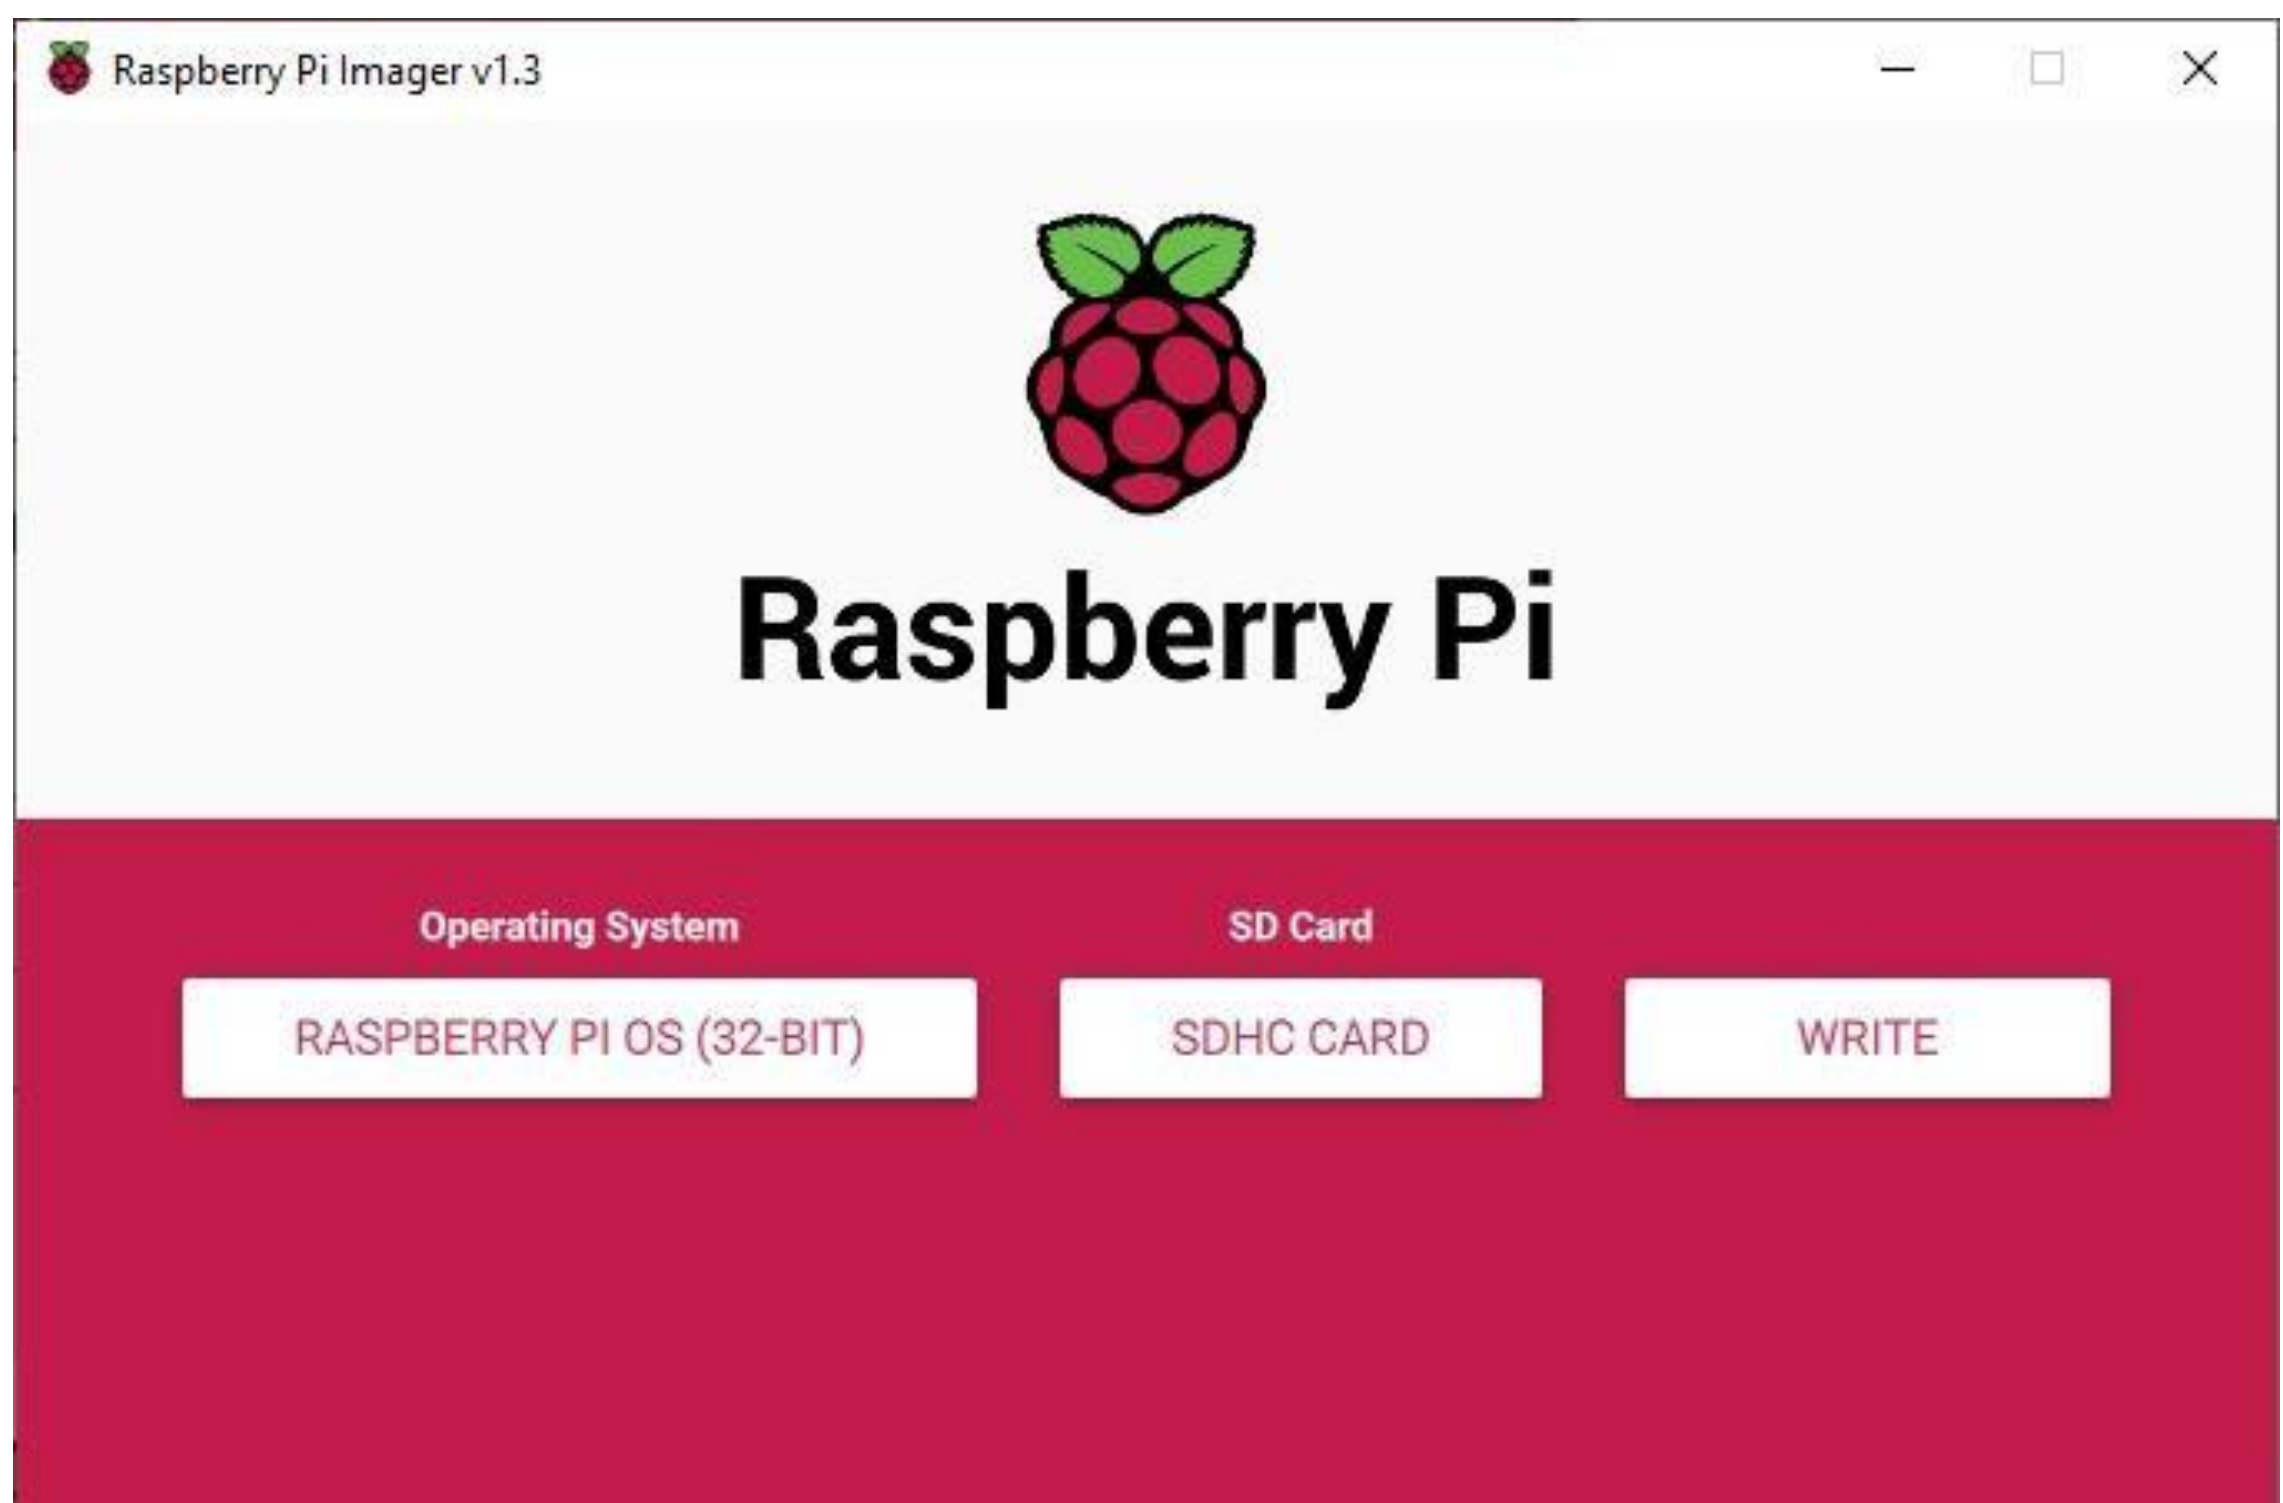 Raspberry Pi Imager v1.3
Raspberry Pi
Operating System
SD Card
RASPBERRY PI OS (32-BIT)
SDHC CARD
WRITE